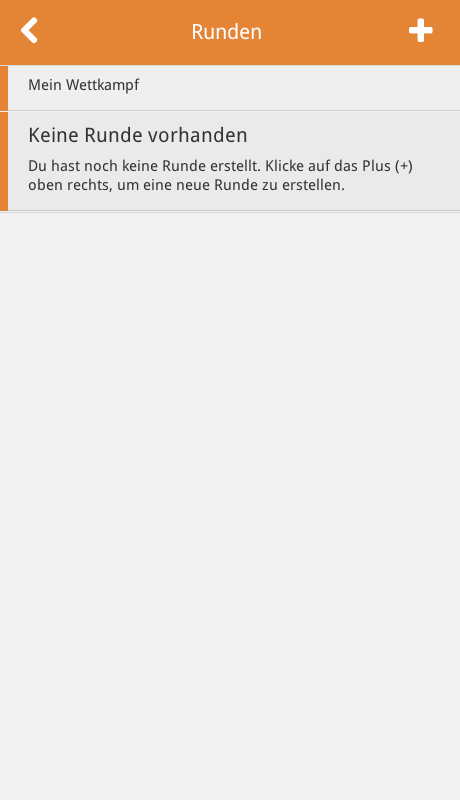 Runden
Mein Wettkampf
Keine Runde vorhanden
Du hast noch keine Runde erstellt. Klicke auf das Plus (+)
oben rechts, um eine neue Runde zu erstellen.